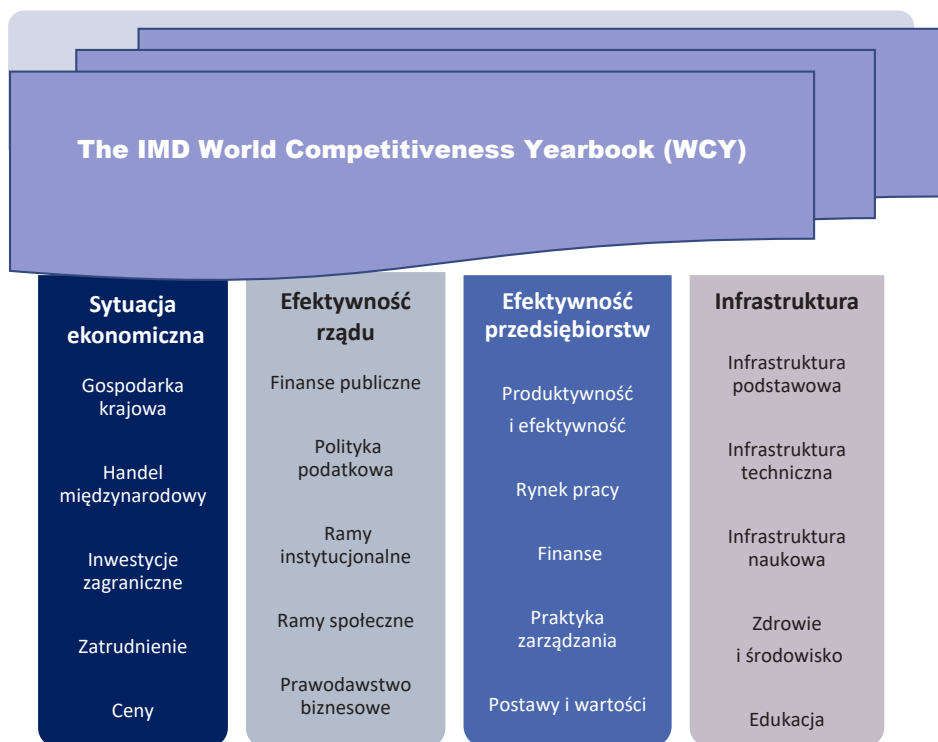 The IMD World Competitiveness Yearbook (WCY)
Sytuacja
ekonomiczna
Gospodarka
krajowa
Handel
międzynarodowy
Inwestycje
zagraniczne
Zatrudnienie
Ceny
Efektywność
rządu
Finanse publiczne
Polityka
podatkowa
Ramy
instytucjonalne
Ramy społeczne
Prawodawstwo
biznesowe
Efektywność
przedsiębiorstw
Produktywność
i efektywność
Rynek pracy
Finanse
Praktyka
zarządzania
Postawy i wartości
Infrastruktura
Infrastruktura
podstawowa
Infrastruktura
techniczna
Infrastruktura
naukowa
Zdrowie
i środowisko
Edukacja